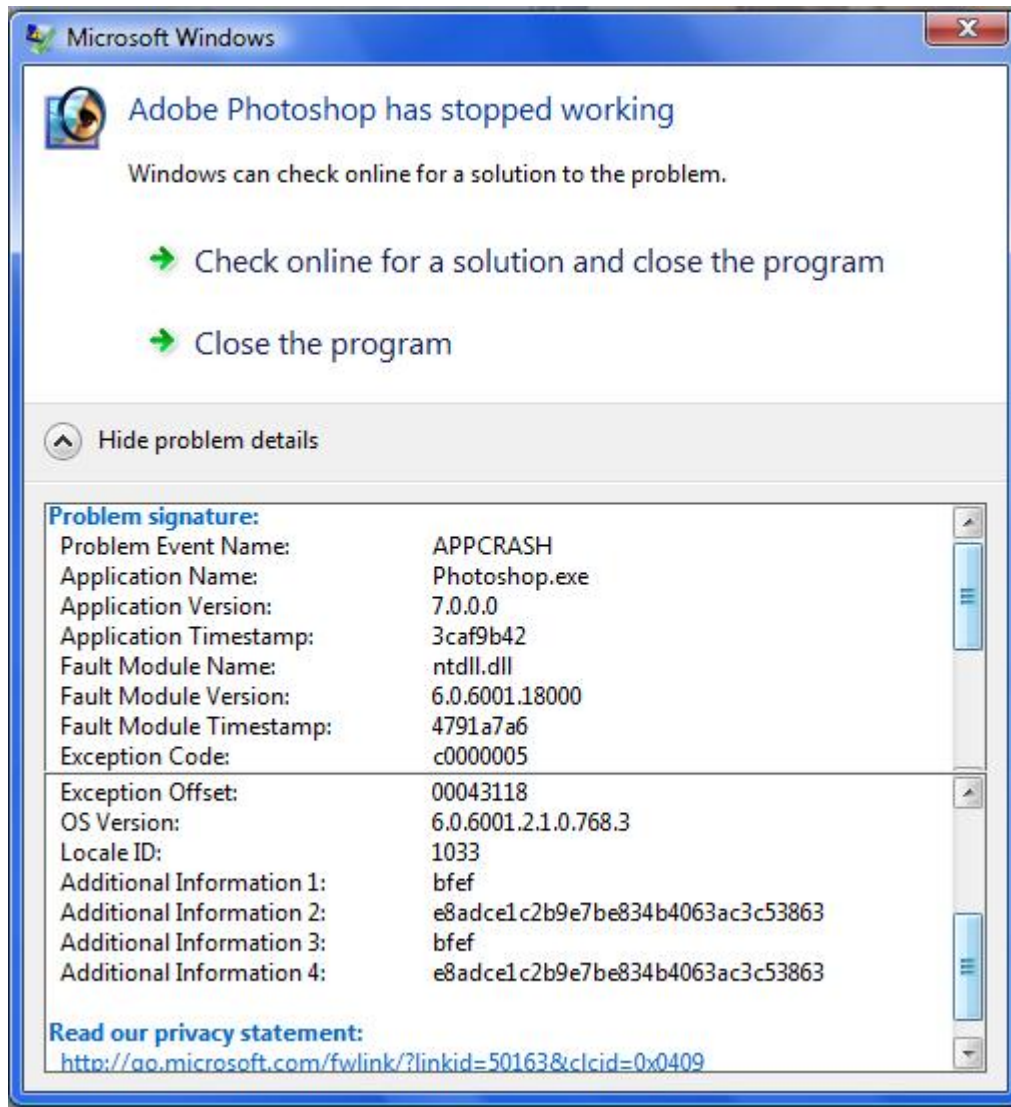 Microsoft Windows
Adobe Photoshop has stopped working
Windows can check online for a solution to the problem.
Check online for a solution and close the program
Close the program
Hide problem details
Problem signature:
Problem Event Name: APPCRASH
Application Name: Photoshop.exe
Application Version: 7.0.0.0
Application Timestamp: 3caf9b42
Fault Module Name: ntdll.dll
Fault Module Version: 6.0.6001.18000
Fault Module Timestamp: 4791a7a6
Exception Code: c0000005
Exception Offset: 00043118
OS Version: 6.0.6001.2.1.0.768.3
Locale ID: 1033
Additional Information 1: bfef
Additional Information 2: e8adce1c2b9e7be834b4063ac3c53863
Additional Information 3: bfef
Additional Information 4: e8adce1c2b9e7be834b4063ac3c53863
Read our privacy statement:
http://go.microsoft.com/fwlink/?linkid=50163&clcid=0x0409